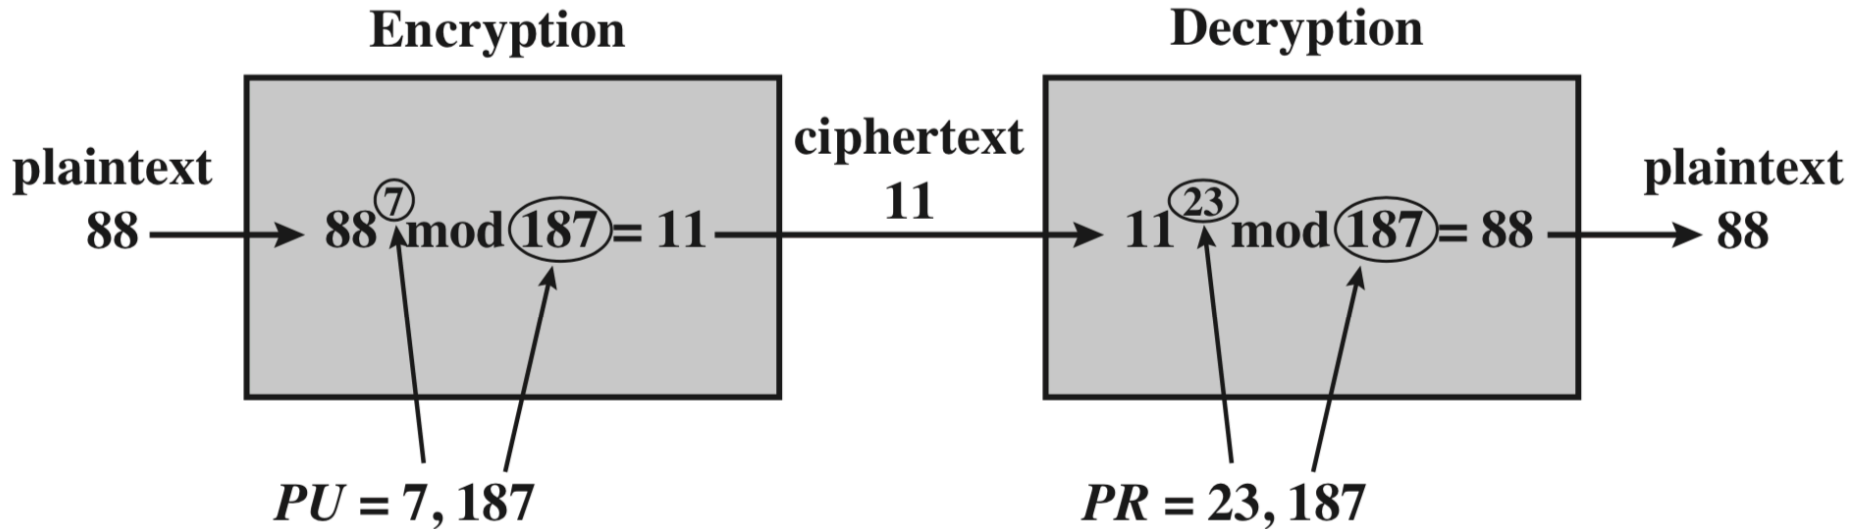 Encryption
Decryption
plaintext
88
88^7 mod 187 = 11
ciphertext
11
11^23 mod 187 = 88
plaintext
88
PU = 7, 187
PR = 23, 187